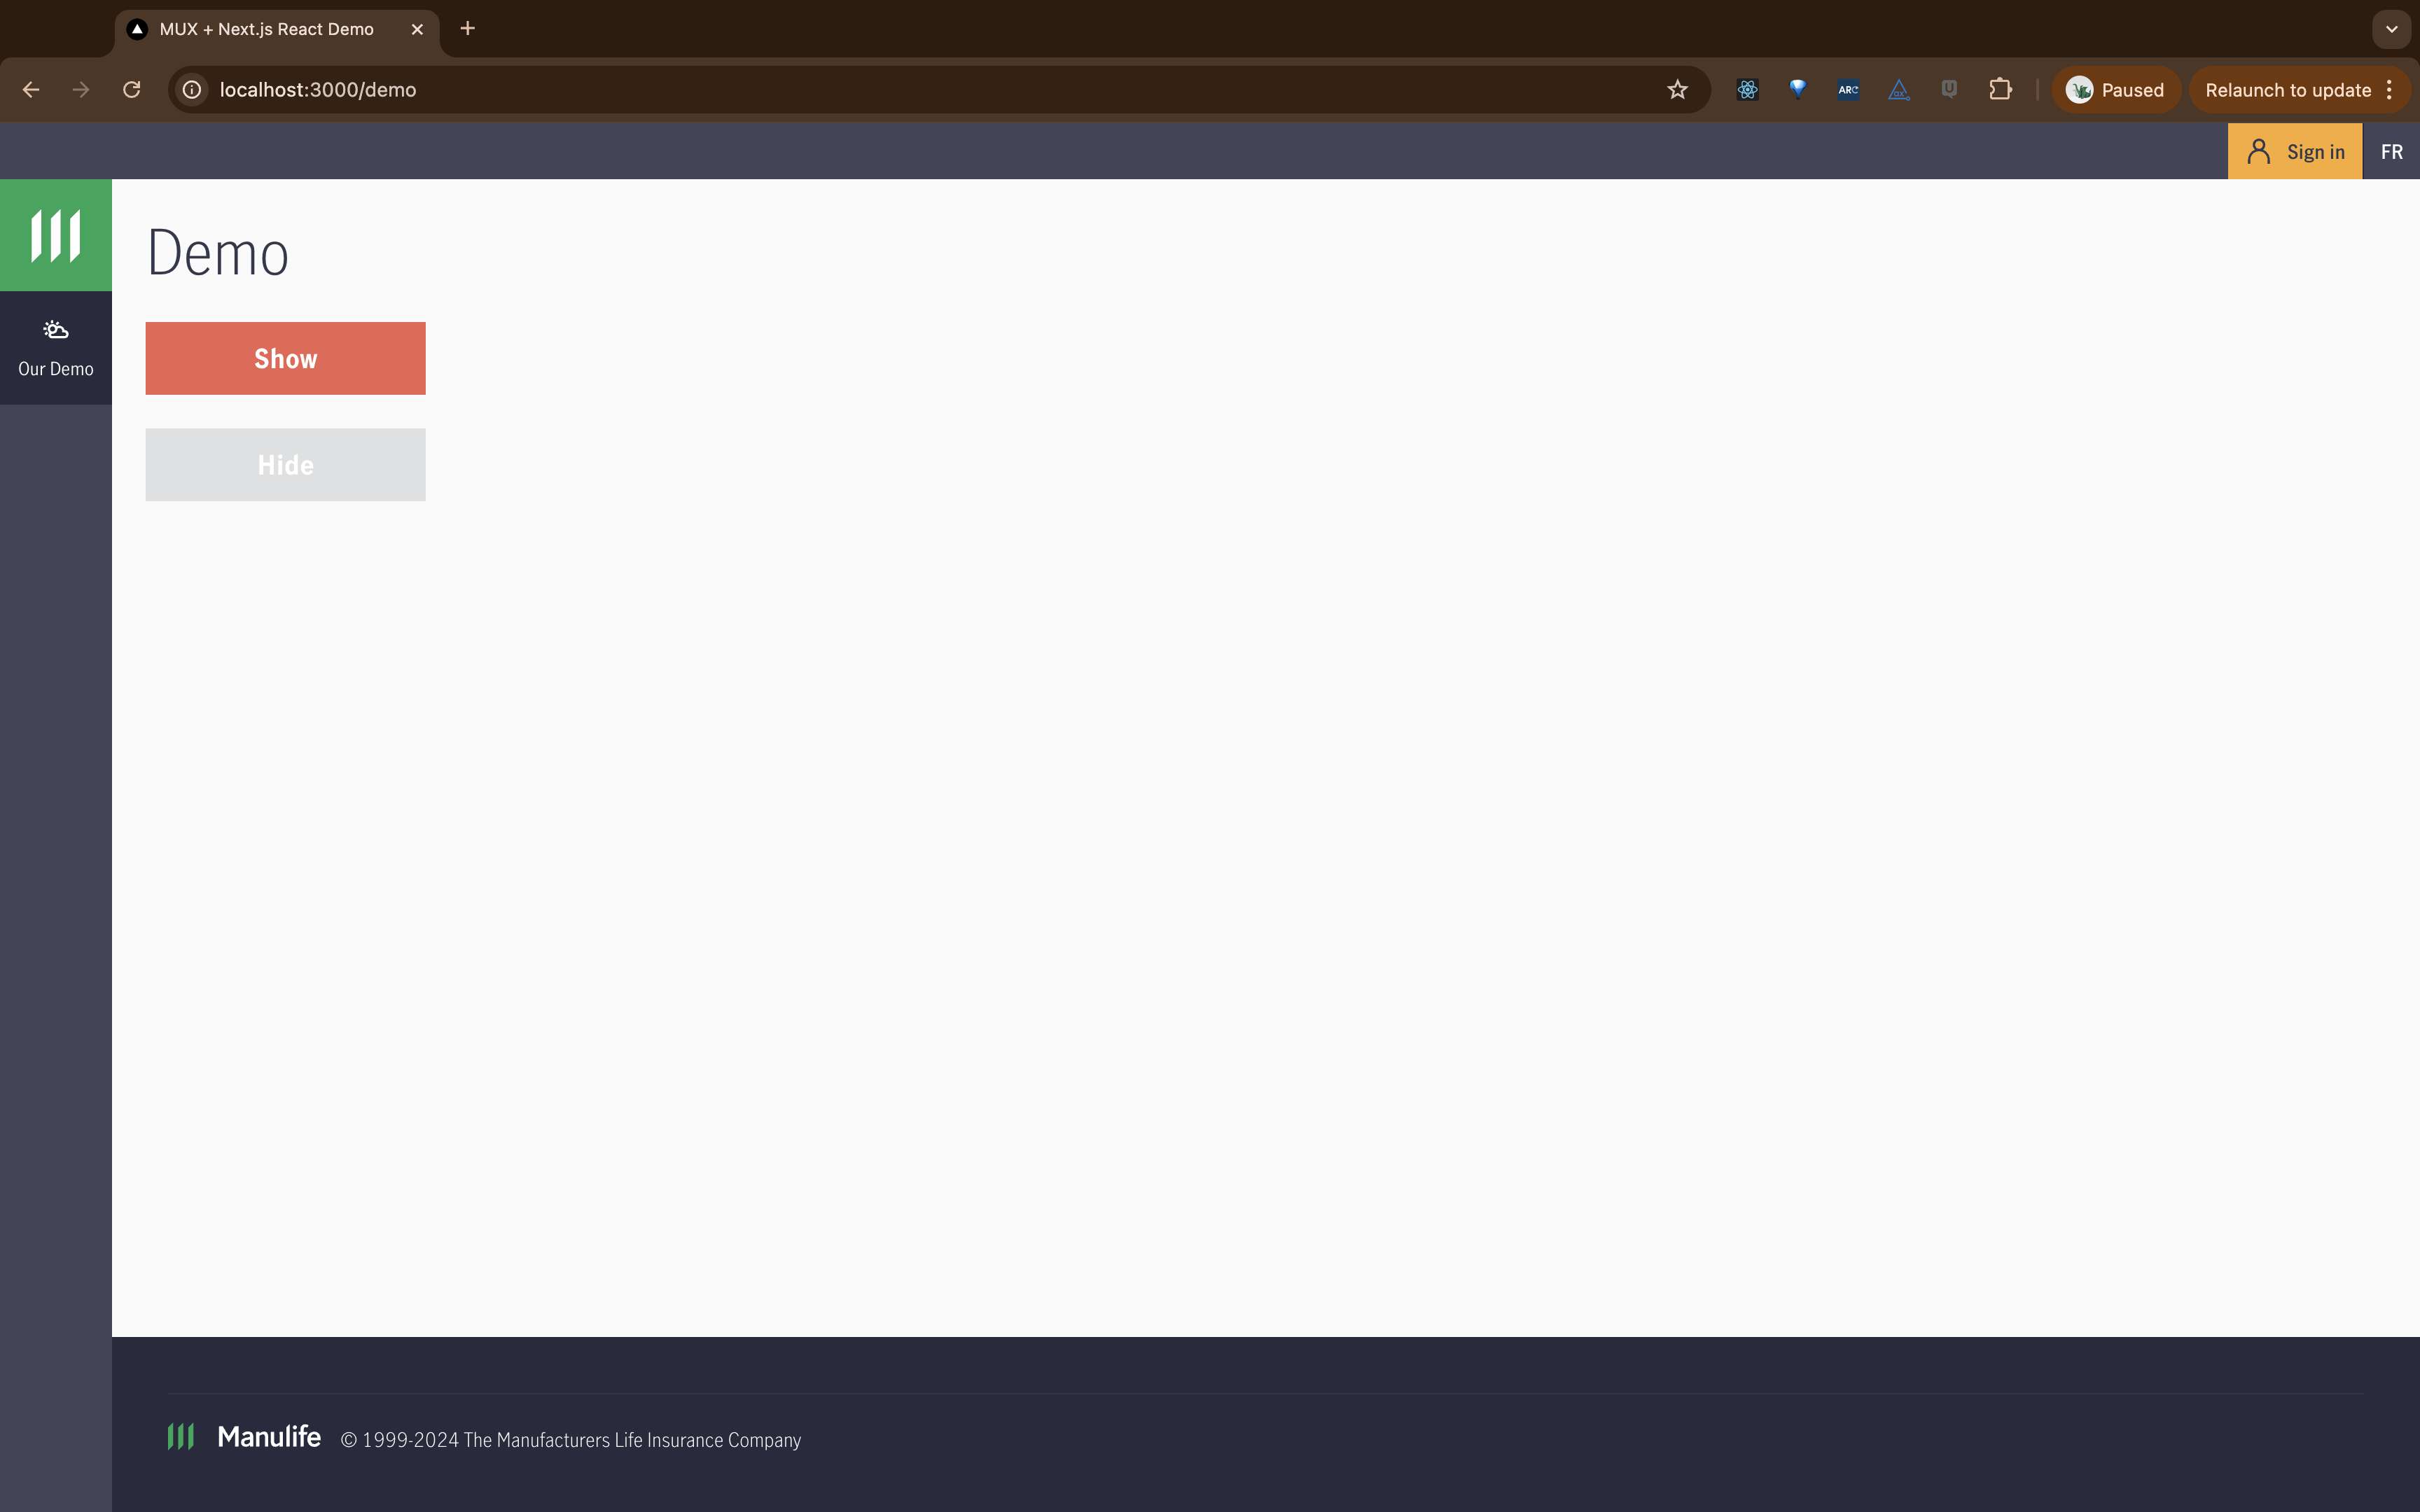 MUX + Next.js React Demo
localhost:3000/demo
ARC
Paused
Relaunch to update
Sign in
FR
Our Demo
Demo
Show
Hide
Manulife © 1999-2024 The Manufacturers Life Insurance Company